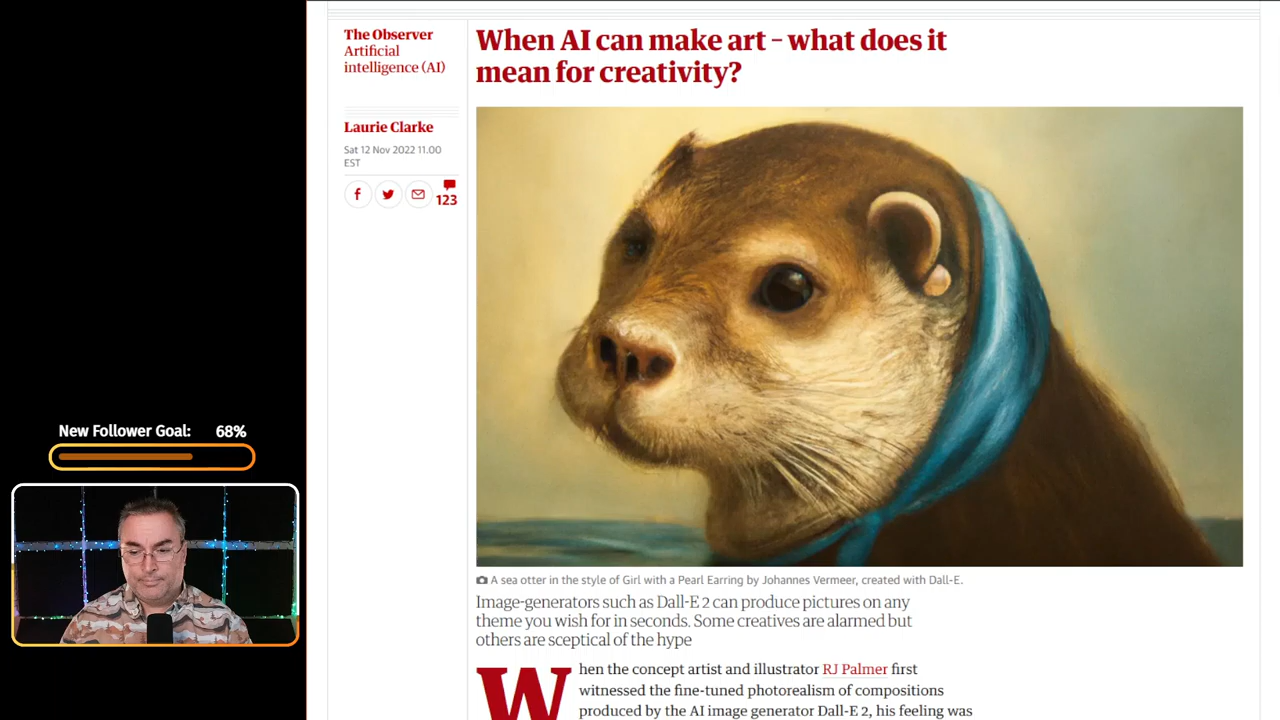 The Observer
Artificial
intelligence (AI)
Laurie Clarke
Sat 12 Nov 2022 11.00
EST
123
When AI can make art – what does it
mean for creativity?
A sea otter in the style of Girl with a Pearl Earring by Johannes Vermeer, created with Dall-E.
Image-generators such as Dall-E 2 can produce pictures on any
theme you wish for in seconds. Some creatives are alarmed but
others are sceptical of the hype
When the concept artist and illustrator RJ Palmer first
witnessed the fine-tuned photorealism of compositions
produced by the AI image generator Dall-E 2, his feeling was
New Follower Goal: 68%